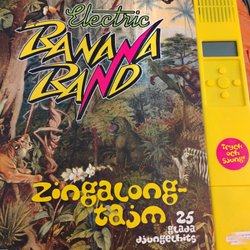 Electric
BANANA
BAND
Tryck
och
Sjung!
Zingalong-
tajm 25
glada
djungelhits